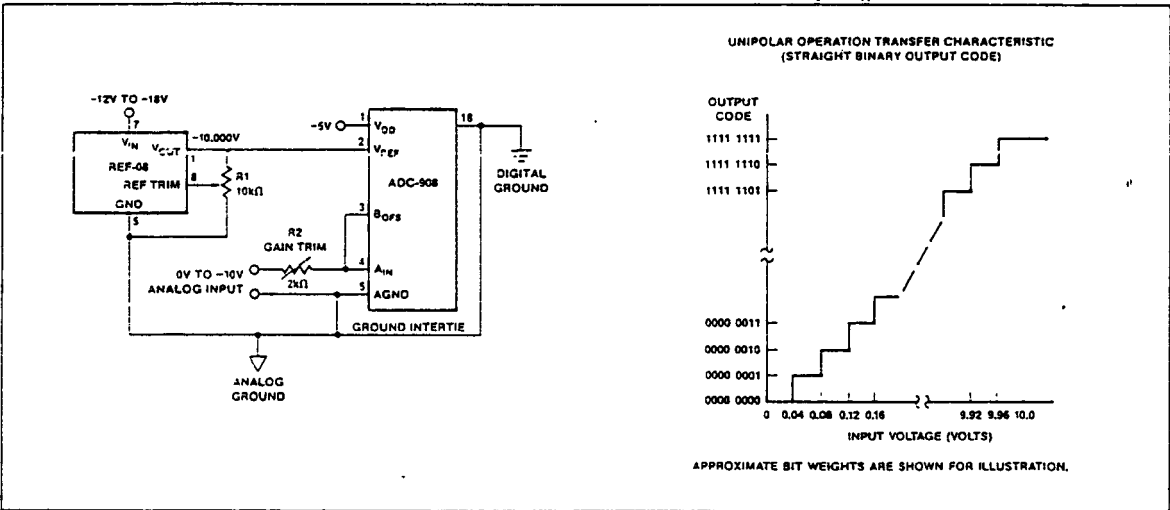 UNIPOLAR OPERATION TRANSFER CHARACTERISTIC
(STRAIGHT BINARY OUTPUT CODE)
-12V TO -18V
7
VIN
VOUT
-10.000V
1
REF-08
REF TRIM
8
GND
5
R1
10kΩ
-5V
1
VDD
2
VREF
ADC-908
18
DIGITAL
GROUND
3
BOFS
R2
GAIN TRIM
2kΩ
4
AIN
0V TO -10V
ANALOG INPUT
5
AGND
GROUND INTERTIE
ANALOG
GROUND
OUTPUT
CODE
1111 1111
1111 1110
1111 1101
0000 0011
0000 0010
0000 0001
0000 0000
0 0.04 0.08 0.12 0.16 9.92 9.96 10.0
INPUT VOLTAGE (VOLTS)
APPROXIMATE BIT WEIGHTS ARE SHOWN FOR ILLUSTRATION.